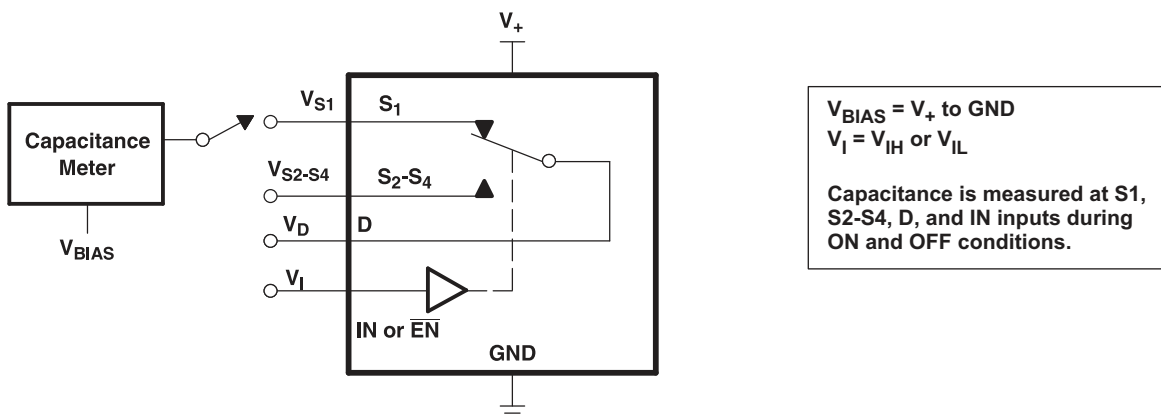 V+
VS1
S1
Capacitance
Meter
VS2-S4
S2-S4
VD
D
VBIAS
VI
IN or EN
GND
VBIAS = V+ to GND
VI = VIH or VIL
Capacitance is measured at S1,
S2-S4, D, and IN inputs during
ON and OFF conditions.